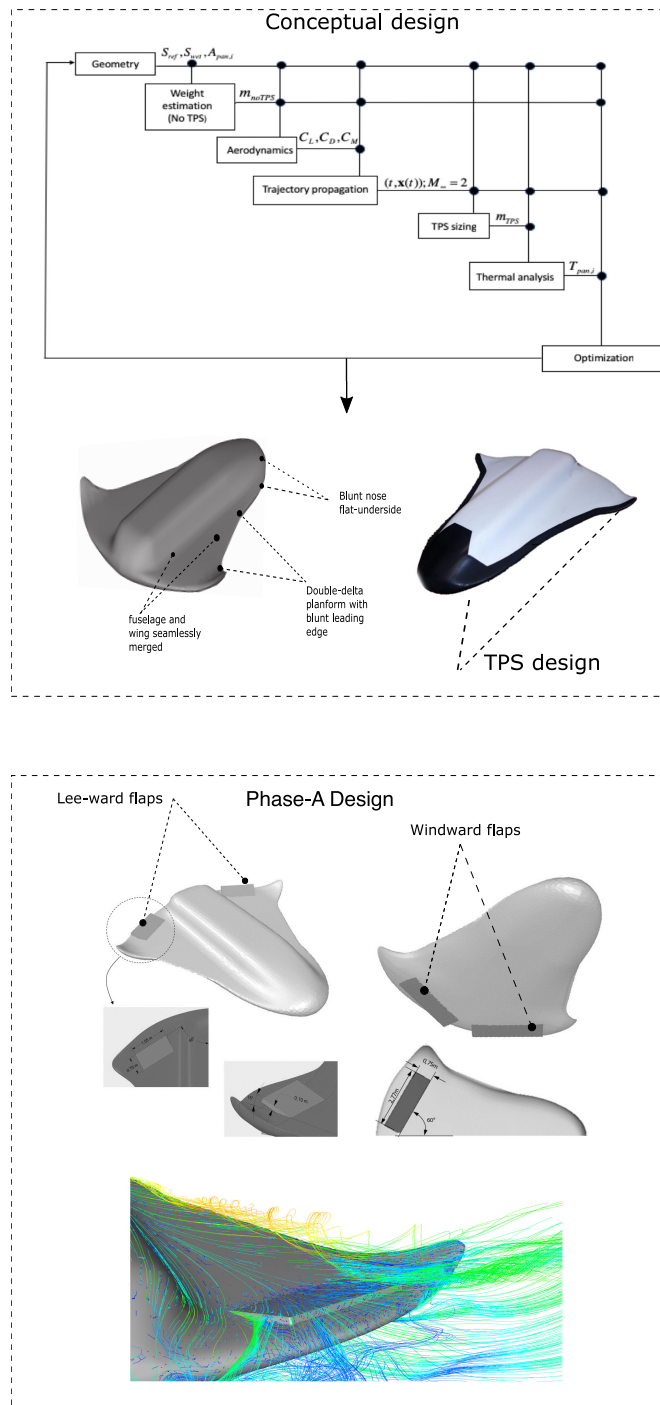 Conceptual design
S_ref, S_wet, A_pan,i
Geometry
Weight
estimation
(No TPS)
m_noTPS
Aerodynamics
C_L, C_D, C_M
Trajectory propagation
(t,x(t)); M_∞ = 2
TPS sizing
m_TPS
Thermal analysis
T_pan,i
Optimization
Blunt nose
flat-underside
Double-delta
planform with
blunt leading
edge
fuselage and
wing seamlessly
merged
TPS design
Phase-A Design
Lee-ward flaps
Windward flaps
0,75m
1,77m
60°